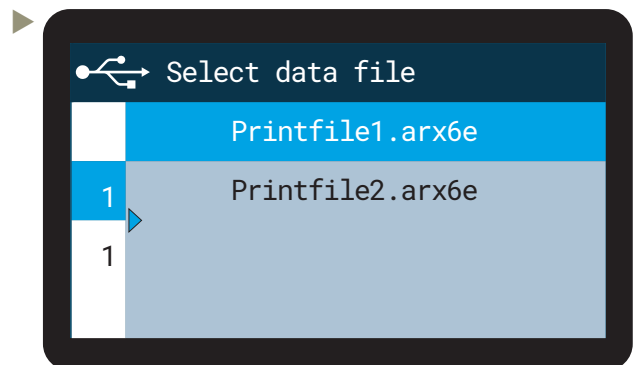 Select data file
Printfile1.arx6e
1 Printfile2.arx6e
1